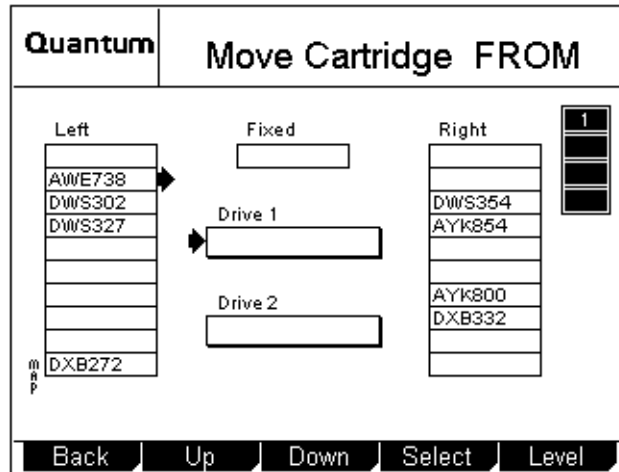 Quantum
Move Cartridge FROM
Left
Fixed
Right
1
AWE738
DWS302
DWS354
DWS327
Drive 1
AYK854
AYK800
Drive 2
DXB332
mAP
DXB272
Back Up Down Select Level